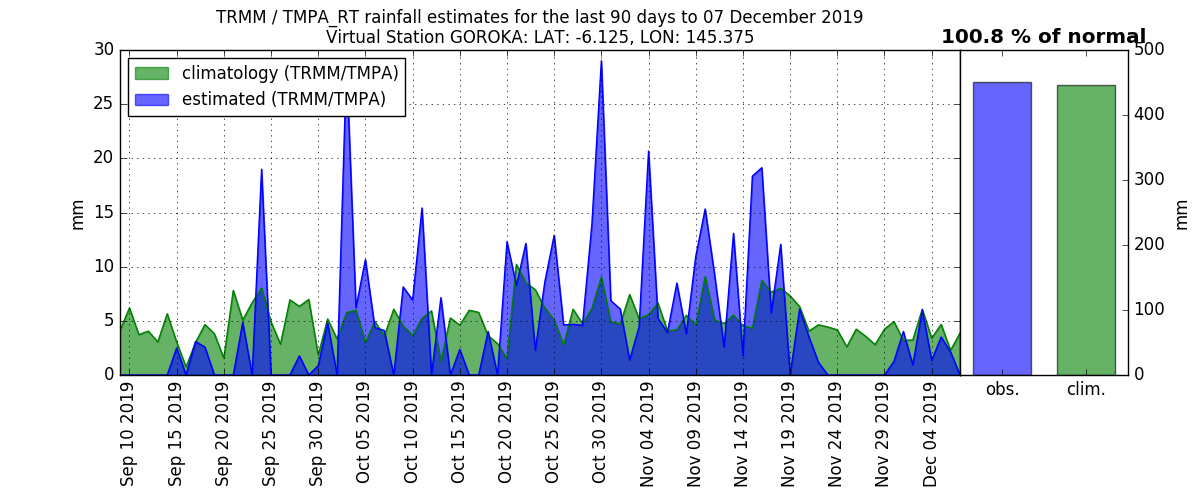 TRMM / TMPA_RT rainfall estimates for the last 90 days to 07 December 2019
Virtual Station GOROKA: LAT: -6.125, LON: 145.375
100.8 % of normal
climatology (TRMM/TMPA)
estimated (TRMM/TMPA)
30
25
20
15
10
5
0
mm
Sep 10 2019
Sep 15 2019
Sep 20 2019
Sep 25 2019
Sep 30 2019
Oct 05 2019
Oct 10 2019
Oct 15 2019
Oct 20 2019
Oct 25 2019
Oct 30 2019
Nov 04 2019
Nov 09 2019
Nov 14 2019
Nov 19 2019
Nov 24 2019
Nov 29 2019
Dec 04 2019
obs.
clim.
500
400
300
200
100
0
mm